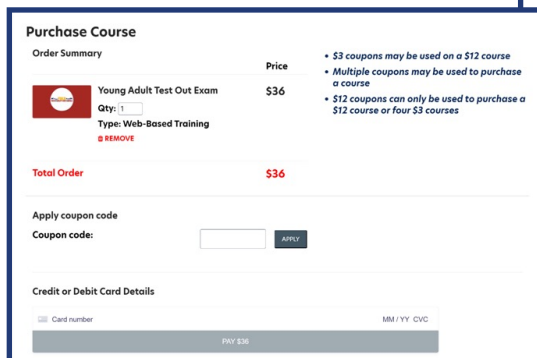 Purchase Course
Order Summary
Price
Young Adult Test Out Exam
$36
Qty: 1
Type: Web-Based Training
REMOVE
Total Order
$36
• $3 coupons may be used on a $12 course
• Multiple coupons may be used to purchase
a course
• $12 coupons can only be used to purchase a
$12 course or four $3 courses
Apply coupon code
Coupon code:
APPLY
Credit or Debit Card Details
Card number
MM / YY CVC
PAY $36